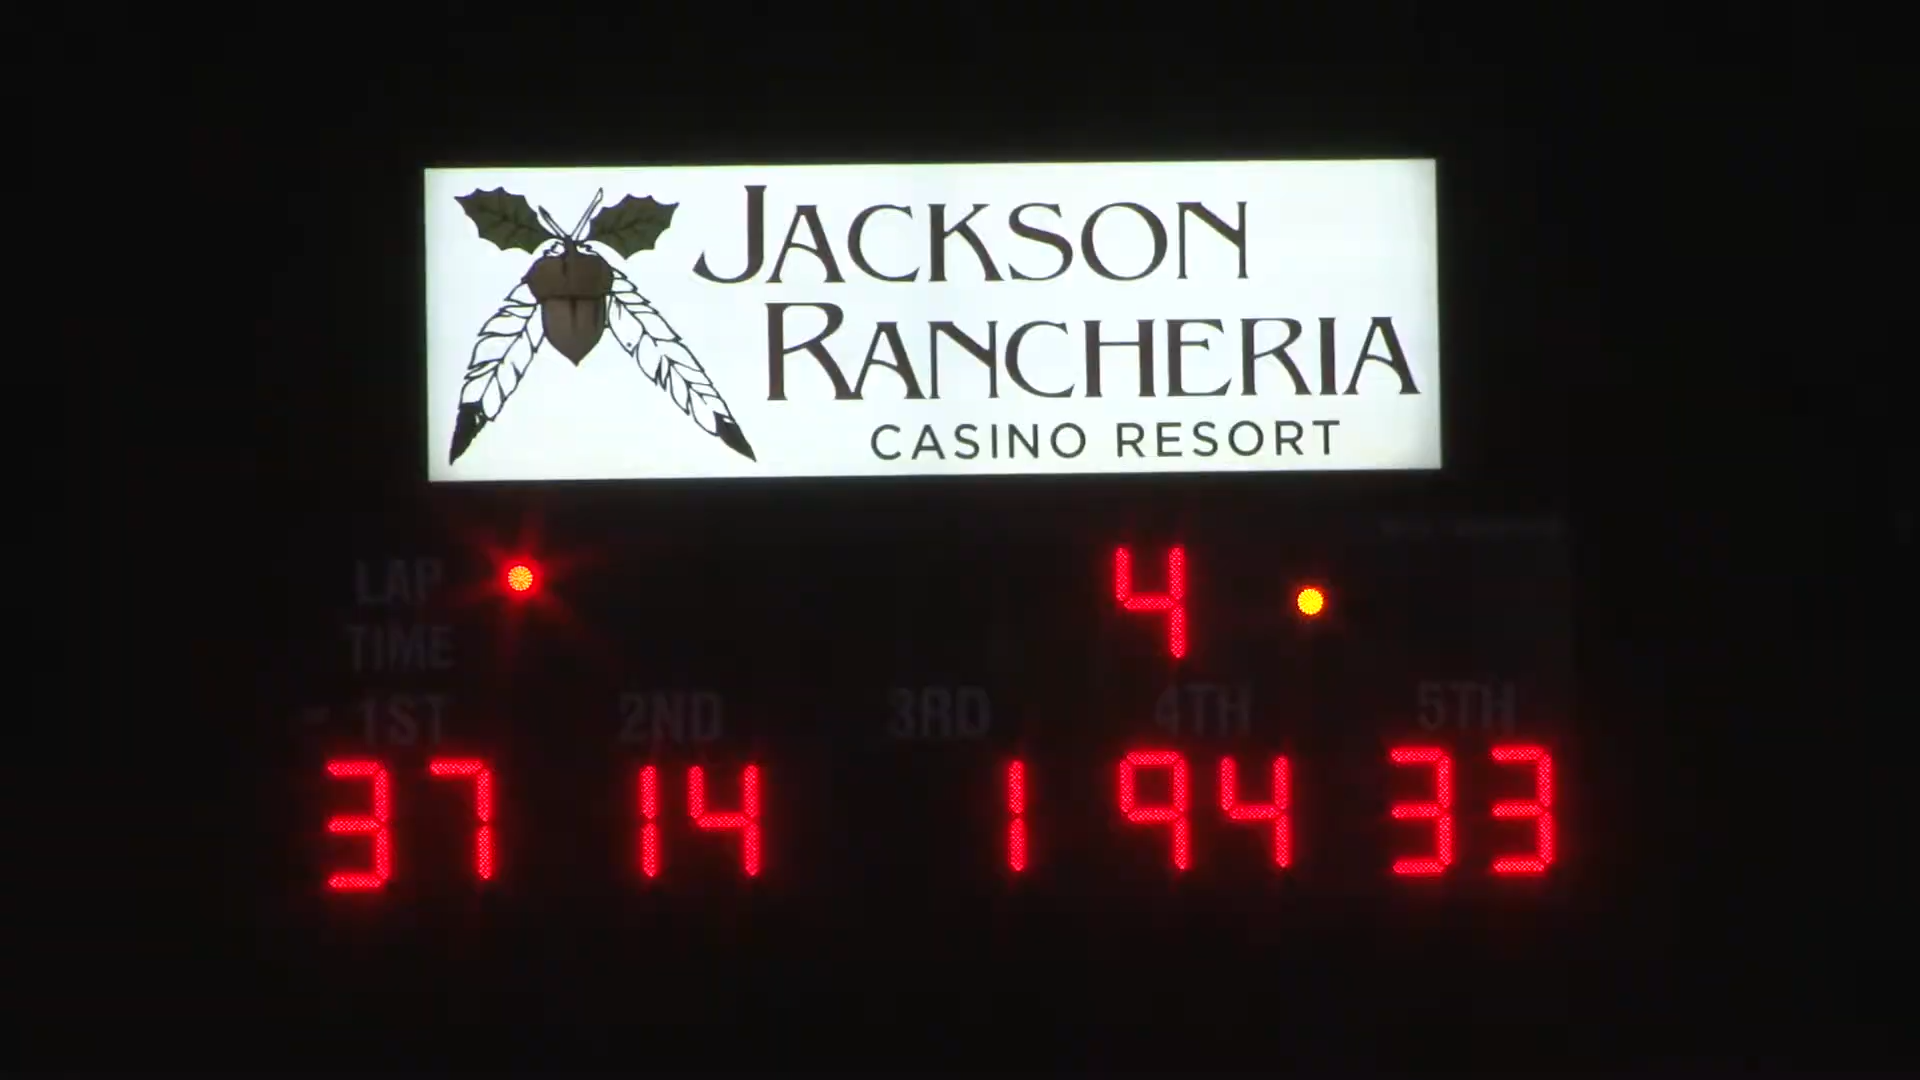 JACKSON
RANCHERIA
CASINO RESORT
LAP 4
TIME
1ST 2ND 3RD 4TH 5TH
37 14 1 94 33